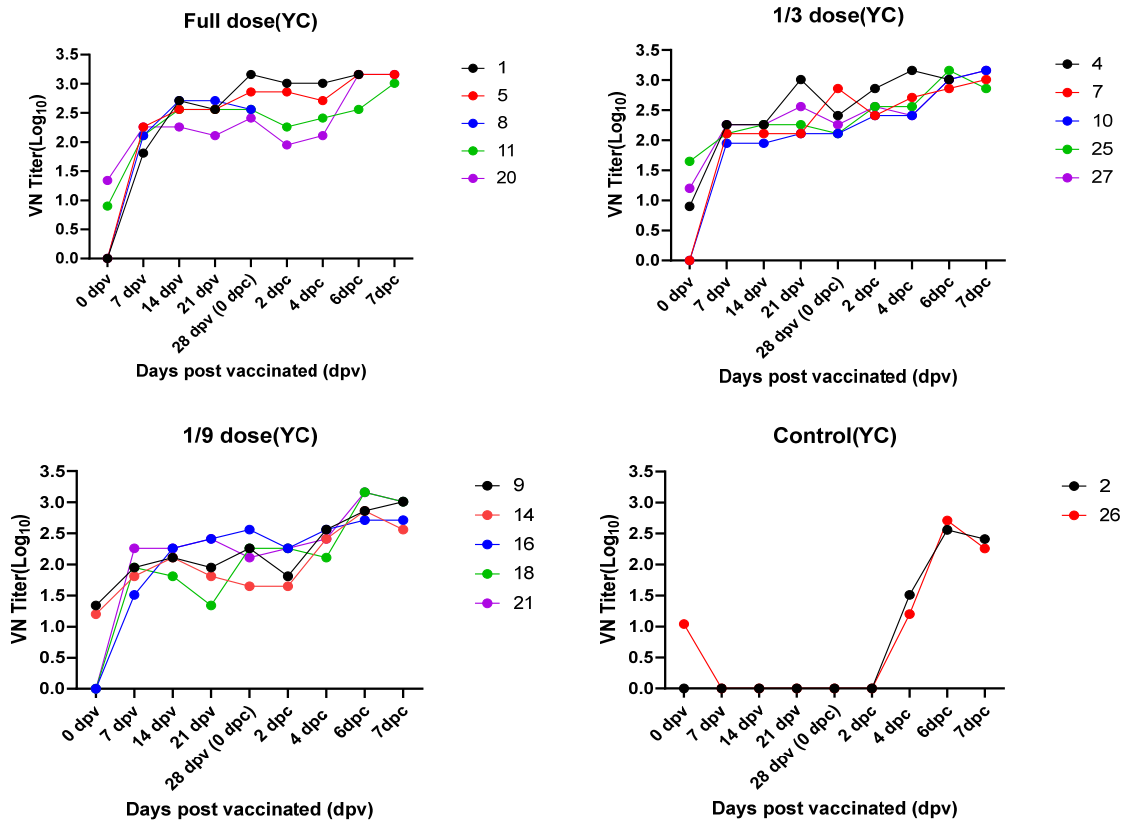 Full dose(YC)
VN Titer(Log10)
3.5
3.0
2.5
2.0
1.5
1.0
0.5
0.0
0 dpv
7 dpv
14 dpv
21 dpv
28 dpv (0 dpc)
2 dpc
4 dpc
6dpc
7dpc
Days post vaccinated (dpv)
1
5
8
11
20
1/3 dose(YC)
VN Titer(Log10)
3.5
3.0
2.5
2.0
1.5
1.0
0.5
0.0
0 dpv
7 dpv
14 dpv
21 dpv
28 dpv (0 dpc)
2 dpc
4 dpc
6dpc
7dpc
Days post vaccinated (dpv)
4
7
10
25
27
1/9 dose(YC)
VN Titer(Log10)
3.5
3.0
2.5
2.0
1.5
1.0
0.5
0.0
0 dpv
7 dpv
14 dpv
21 dpv
28 dpv (0 dpc)
2 dpc
4 dpc
6dpc
7dpc
Days post vaccinated (dpv)
9
14
16
18
21
Control(YC)
VN Titer(Log10)
3.5
3.0
2.5
2.0
1.5
1.0
0.5
0.0
0 dpv
7 dpv
14 dpv
21 dpv
28 dpv (0 dpc)
2 dpc
4 dpc
6dpc
7dpc
Days post vaccinated (dpv)
2
26